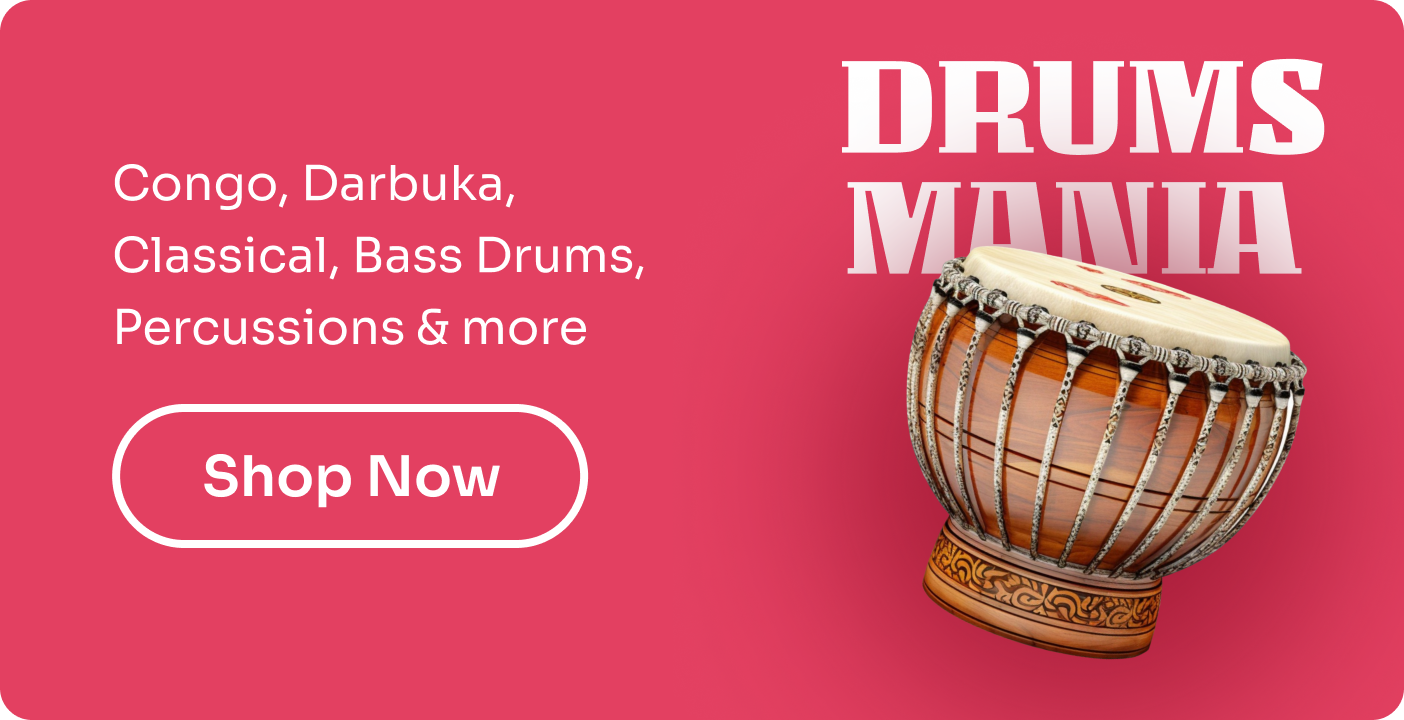 DRUMS
MANIA
Congo, Darbuka,
Classical, Bass Drums,
Percussions & more
Shop Now